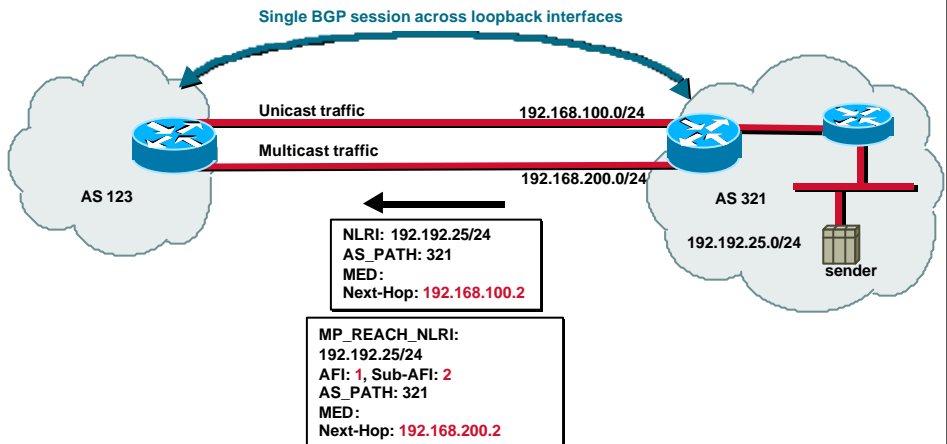 Single BGP session across loopback interfaces
Unicast traffic
192.168.100.0/24
Multicast traffic
192.168.200.0/24
AS 123
AS 321
192.192.25.0/24
sender
NLRI: 192.192.25/24
AS_PATH: 321
MED:
Next-Hop: 192.168.100.2
MP_REACH_NLRI:
192.192.25/24
AFI: 1, Sub-AFI: 2
AS_PATH: 321
MED:
Next-Hop: 192.168.200.2